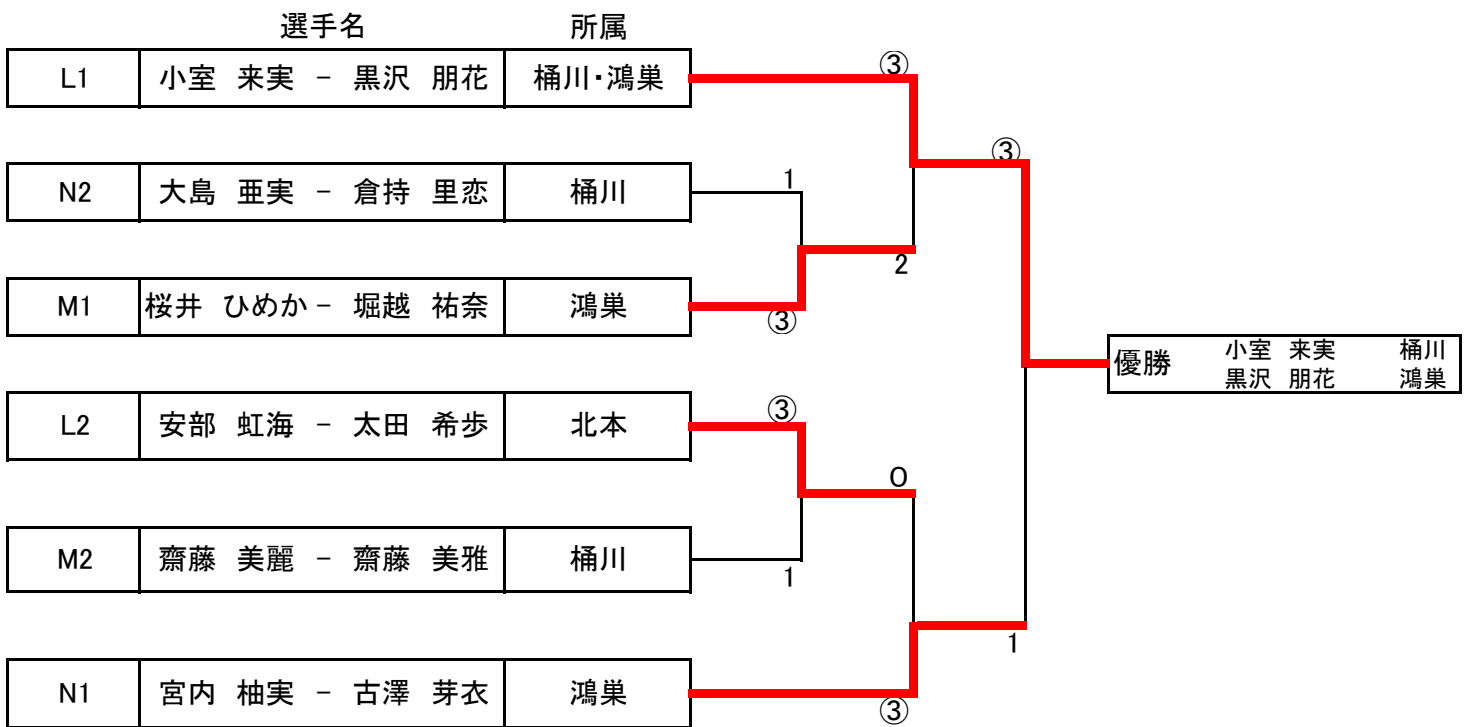 選手名 所属
L1 小室 来実 - 黒沢 朋花 桶川・鴻巣
③
③
N2 大島 亜実 - 倉持 里恋 桶川
1
2
M1 桜井 ひめか - 堀越 祐奈 鴻巣
③
優勝 小室 来実 桶川
黒沢 朋花 鴻巣
L2 安部 虹海 - 太田 希歩 北本
③
0
M2 齋藤 美麗 - 齋藤 美雅 桶川
1
1
N1 宮内 柚実 - 古澤 芽衣 鴻巣
③